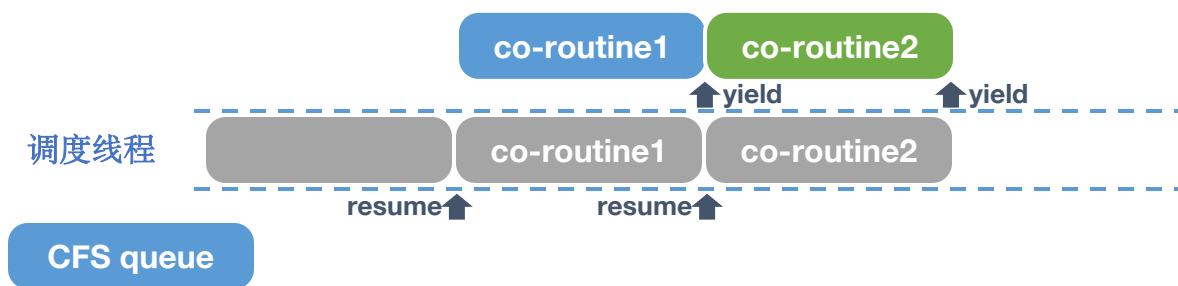 co-routine1 co-routine2
yield yield
调度线程 co-routine1 co-routine2
resume resume
CFS queue